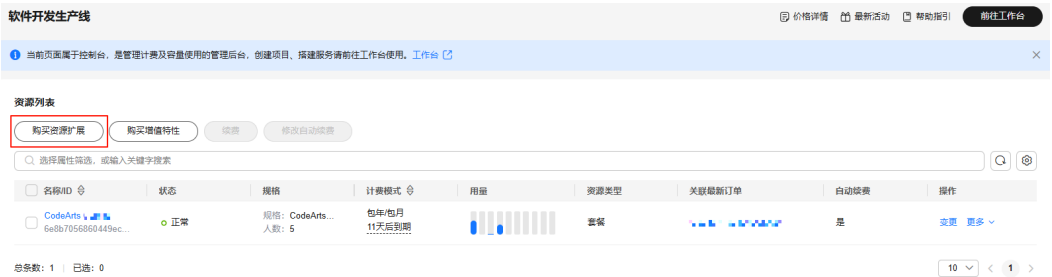 软件开发生产线
价格详情 最新活动 帮助指引 前往工作台
当前页面属于控制台，是管理计费及容量使用的管理后台，创建项目、搭建服务请前往工作台使用。工作台
资源列表
购买资源扩展 购买增值特性 续费 修改自动续费
选择属性筛选，或输入关键字搜索
名称/ID 状态 规格 计费模式 用量 资源类型 关联最新订单 自动续费 操作
CodeArts
6e8b7056860449ec...
正常
规格：CodeArts...
人数：5
包年/包月
11天后到期
套餐
是
变更 更多
总条数：1 已选：0
10 1